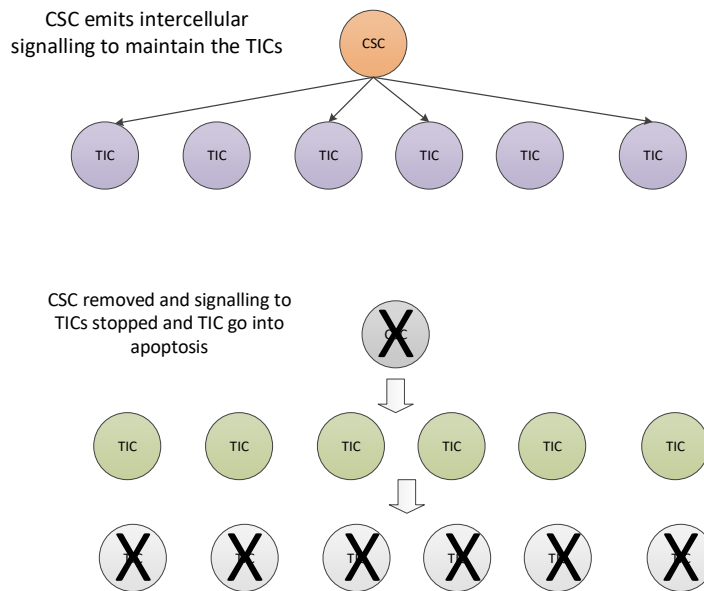 CSC emits intercellular
signalling to maintain the TICs
CSC
TIC TIC TIC TIC TIC TIC
CSC removed and signalling to
TICs stopped and TIC go into
apoptosis
X
TIC TIC TIC TIC TIC TIC
X X X X X X